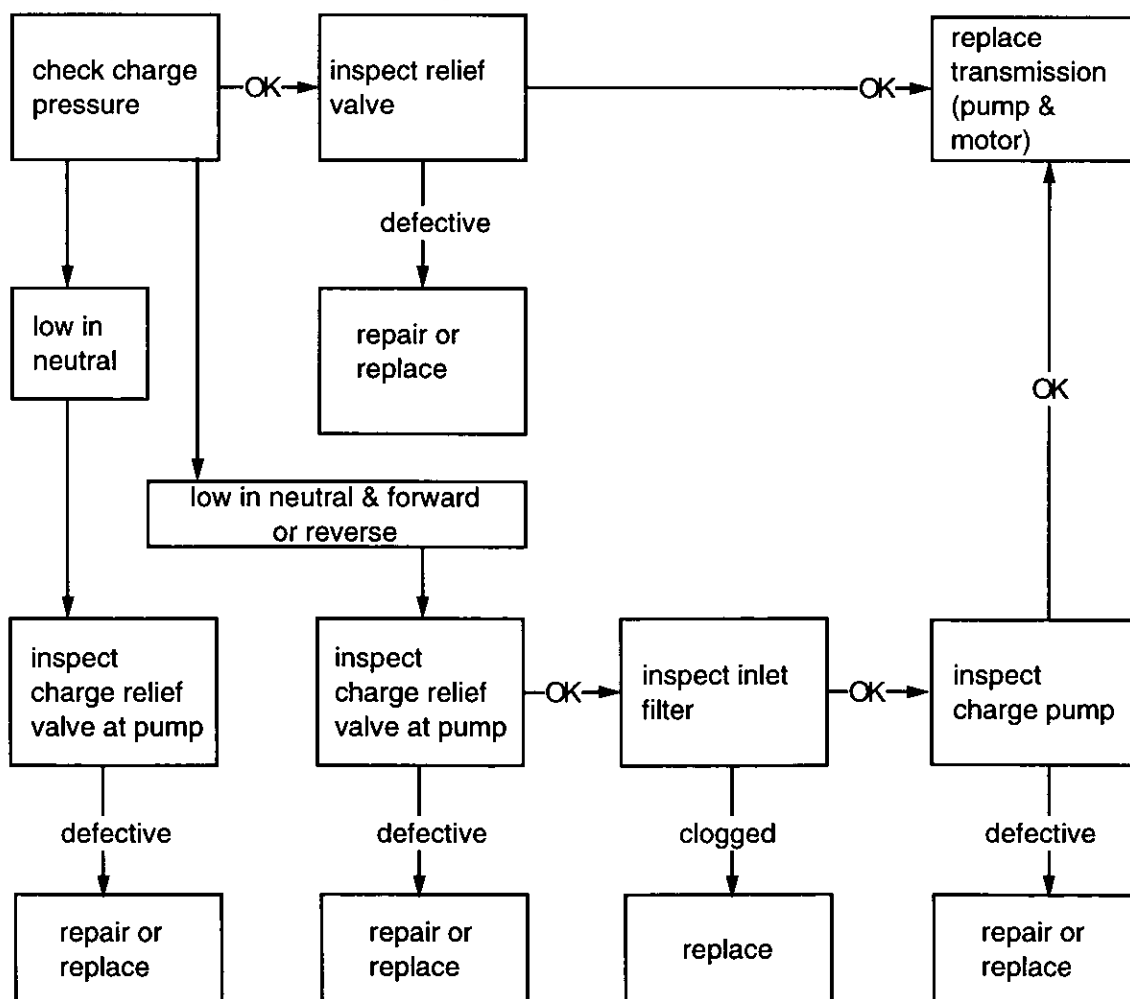 check charge
pressure
OK
inspect relief
valve
OK
replace
transmission
(pump &
motor)
defective
low in
neutral
repair or
replace
OK
low in neutral & forward
or reverse
inspect
charge relief
valve at pump
inspect
charge relief
valve at pump
OK
inspect inlet
filter
OK
inspect
charge pump
defective
defective
clogged
defective
repair or
replace
repair or
replace
replace
repair or
replace